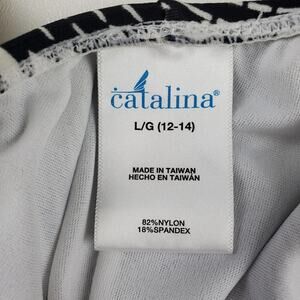 catalina®
L/G (12-14)
MADE IN TAIWAN
HECHO EN TAIWÁN
82%NYLON
18%SPANDEX